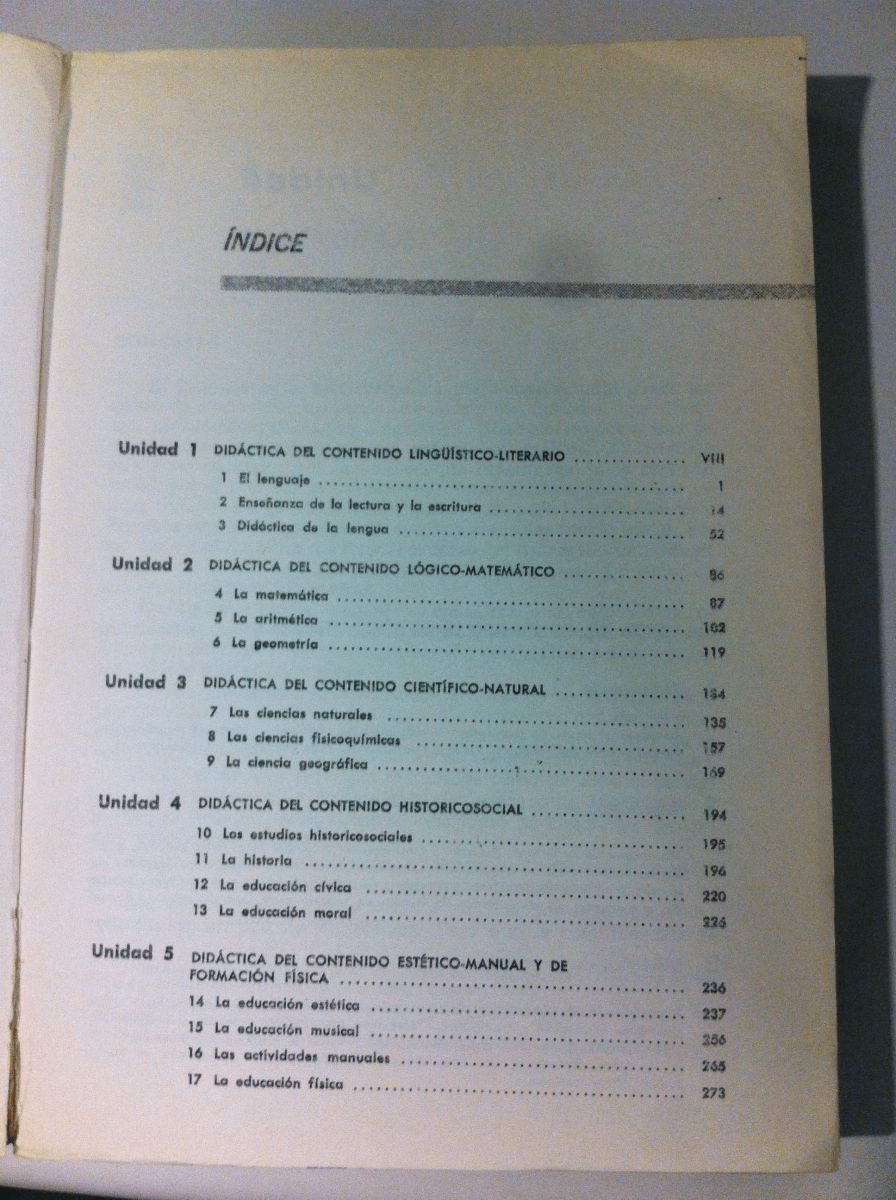 ÍNDICE
Unidad 1 DIDÁCTICA DEL CONTENIDO LINGÜÍSTICO-LITERARIO ............... VIII
1 El lenguaje ............... 1
2 Enseñanza de la lectura y la escritura ............... 14
3 Didáctica de la lengua ............... 52
Unidad 2 DIDÁCTICA DEL CONTENIDO LÓGICO-MATEMÁTICO ............... 86
4 La matemática ............... 87
5 La aritmética ............... 102
6 La geometría ............... 119
Unidad 3 DIDÁCTICA DEL CONTENIDO CIENTÍFICO-NATURAL ............... 134
7 Las ciencias naturales ............... 135
8 Las ciencias fisicoquímicas ............... 157
9 La ciencia geográfica ............... 169
Unidad 4 DIDÁCTICA DEL CONTENIDO HISTORICOSOCIAL ............... 194
10 Los estudios historicosociales ............... 195
11 La historia ............... 196
12 La educación cívica ............... 220
13 La educación moral ............... 226
Unidad 5 DIDÁCTICA DEL CONTENIDO ESTÉTICO-MANUAL Y DE
FORMACIÓN FÍSICA ............... 236
14 La educación estética ............... 237
15 La educación musical ............... 256
16 Las actividades manuales ............... 265
17 La educación física ............... 273